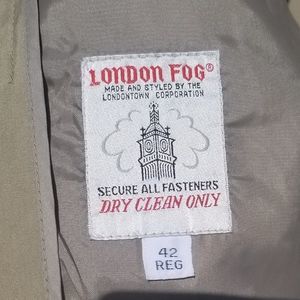 LONDON FOG®
MADE AND STYLED BY THE
LONDONTOWN CORPORATION
SECURE ALL FASTENERS
DRY CLEAN ONLY
42
REG